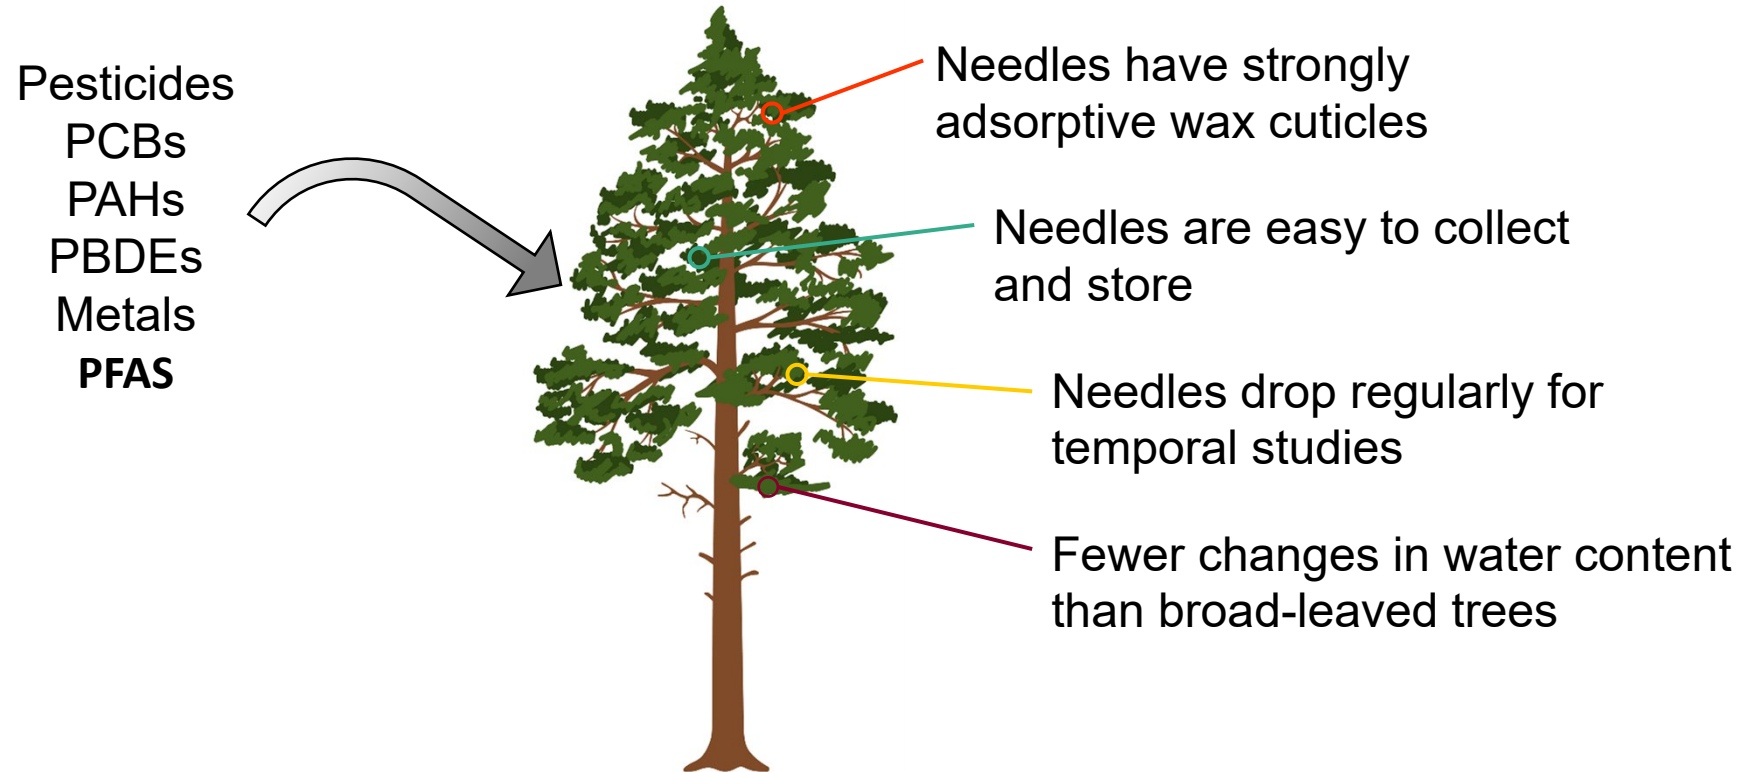 Pesticides
PCBs
PAHs
PBDEs
Metals
PFAS
Needles have strongly
adsorptive wax cuticles
Needles are easy to collect
and store
Needles drop regularly for
temporal studies
Fewer changes in water content
than broad-leaved trees